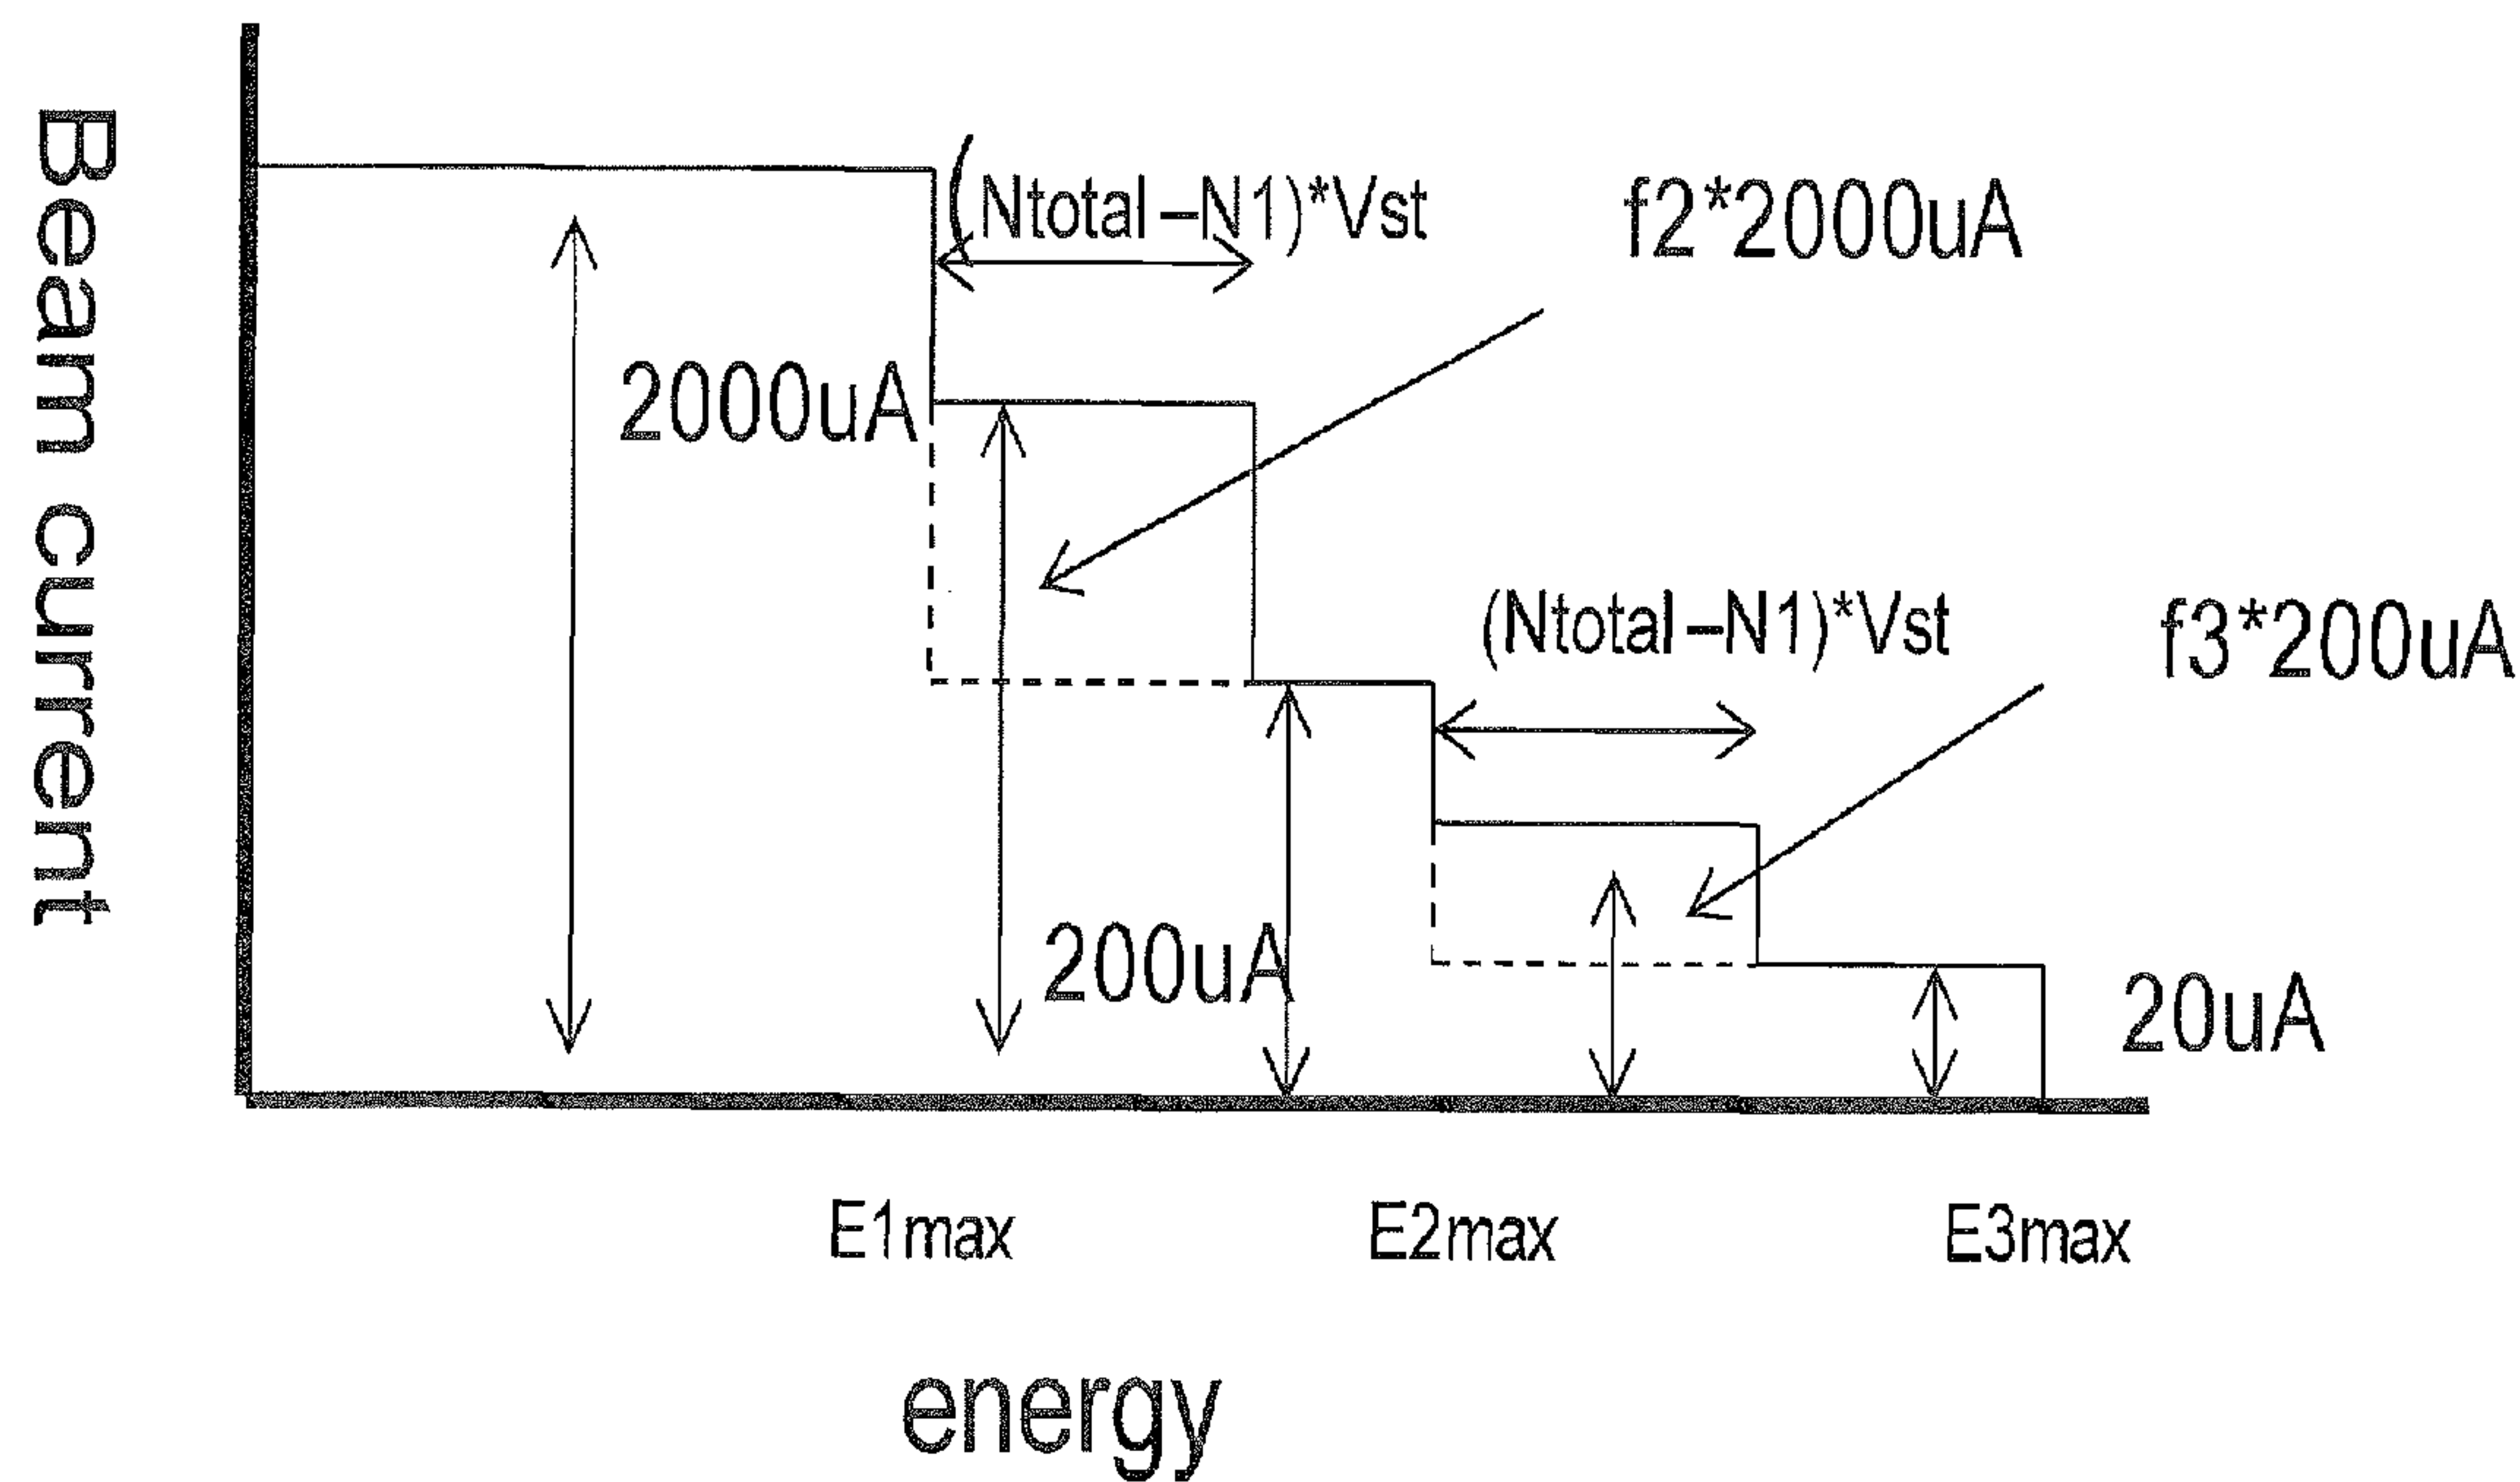 Beam current
(Ntotal–N1)*Vst
f2*2000uA
2000uA
(Ntotal–N1)*Vst
f3*200uA
200uA
20uA
E1max
E2max
E3max
energy